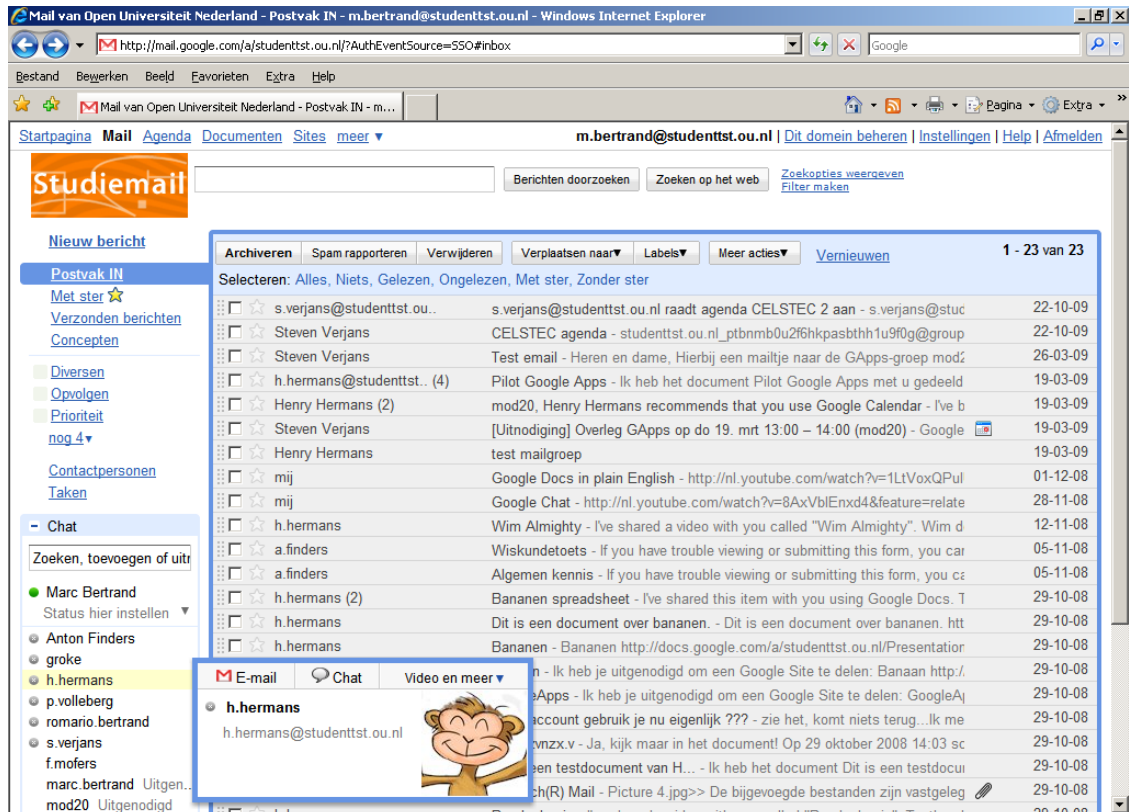 Mail van Open Universiteit Nederland - Postvak IN - m.bertrand@studenttst.ou.nl - Windows Internet Explorer
http://mail.google.com/a/studenttst.ou.nl/?AuthEventSource=SSO#inbox Google
Bestand Bewerken Beeld Favorieten Extra Help
Mail van Open Universiteit Nederland - Postvak IN - m... Pagina Extra »
Startpagina Mail Agenda Documenten Sites meer ▼ m.bertrand@studenttst.ou.nl | Dit domein beheren | Instellingen | Help | Afmelden
Studiemail Berichten doorzoeken Zoeken op het web Zoekopties weergeven
Filter maken
Nieuw bericht
Postvak IN
Met ster
Verzonden berichten
Concepten
Diversen
Opvolgen
Prioriteit
nog 4▼
Contactpersonen
Taken
− Chat
Zoeken, toevoegen of uitr
Marc Bertrand
Status hier instellen ▼
Anton Finders
groke
h.hermans
p.volleberg
romario.bertrand
s.verjans
f.mofers
marc.bertrand Uitgen...
mod20 Uitgenodigd
Archiveren Spam rapporteren Verwijderen Verplaatsen naar▼ Labels▼ Meer acties▼ Vernieuwen 1 - 23 van 23
Selecteren: Alles, Niets, Gelezen, Ongelezen, Met ster, Zonder ster
s.verjans@studenttst.ou.. s.verjans@studenttst.ou.nl raadt agenda CELSTEC 2 aan - s.verjans@stuc 22-10-09
Steven Verjans CELSTEC agenda - studenttst.ou.nl_ptbnmb0u2f6hkpasbthh1u9f0g@group 22-10-09
Steven Verjans Test email - Heren en dame, Hierbij een mailtje naar de GApps-groep mod2 26-03-09
h.hermans@studenttst.. (4) Pilot Google Apps - Ik heb het document Pilot Google Apps met u gedeeld 19-03-09
Henry Hermans (2) mod20, Henry Hermans recommends that you use Google Calendar - I've b 19-03-09
Steven Verjans [Uitnodiging] Overleg GApps op do 19. mrt 13:00 – 14:00 (mod20) - Google 19-03-09
Henry Hermans test mailgroep 19-03-09
mij Google Docs in plain English - http://nl.youtube.com/watch?v=1LtVoxQPul 01-12-08
mij Google Chat - http://nl.youtube.com/watch?v=8AxVblEnxd4&feature=relate 28-11-08
h.hermans Wim Almighty - I've shared a video with you called "Wim Almighty". Wim d 12-11-08
a.finders Wiskundetoets - If you have trouble viewing or submitting this form, you car 05-11-08
a.finders Algemen kennis - If you have trouble viewing or submitting this form, you ca 05-11-08
h.hermans (2) Bananen spreadsheet - I've shared this item with you using Google Docs. T 29-10-08
h.hermans Dit is een document over bananen. - Dit is een document over bananen. htt 29-10-08
h.hermans Bananen - Bananen http://docs.google.com/a/studenttst.ou.nl/Presentation 29-10-08
n - Ik heb je uitgenodigd om een Google Site te delen: Banaan http:/. 29-10-08
eApps - Ik heb je uitgenodigd om een Google Site te delen: GoogleAp 29-10-08
account gebruik je nu eigenlijk ??? - zie het, komt niets terug...Ik me 29-10-08
vnzx.v - Ja, kijk maar in het document! Op 29 oktober 2008 14:03 sc 29-10-08
een testdocument van H... - Ik heb het document Dit is een testdocur 29-10-08
ch(R) Mail - Picture 4.jpg>> De bijgevoegde bestanden zijn vastgeleg 29-10-08
E-mail Chat Video en meer ▼
h.hermans
h.hermans@studenttst.ou.nl